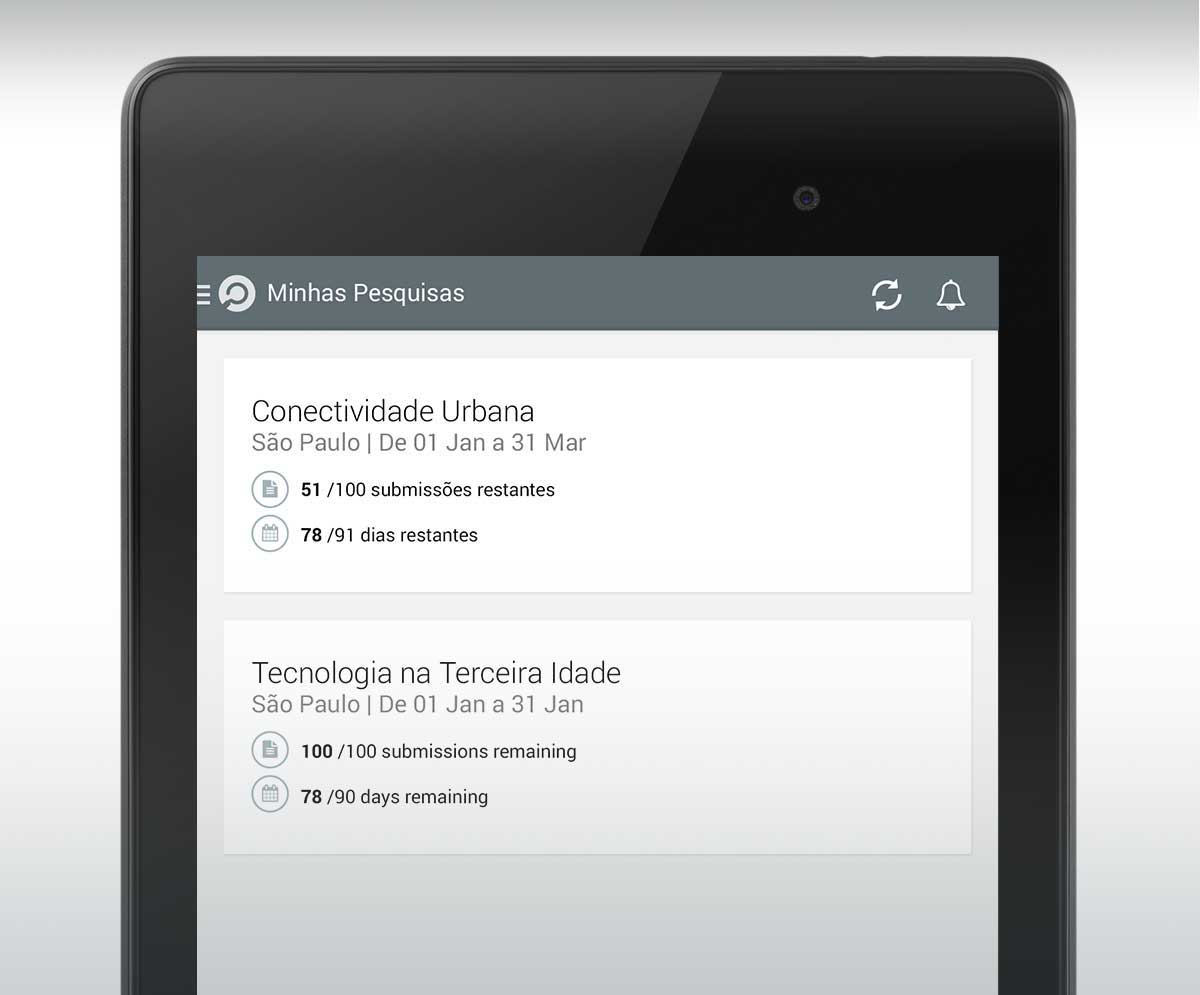 Minhas Pesquisas
Conectividade Urbana
São Paulo | De 01 Jan a 31 Mar
51 /100 submissões restantes
78 /91 dias restantes
Tecnologia na Terceira Idade
São Paulo | De 01 Jan a 31 Jan
100 /100 submissions remaining
78 /90 days remaining